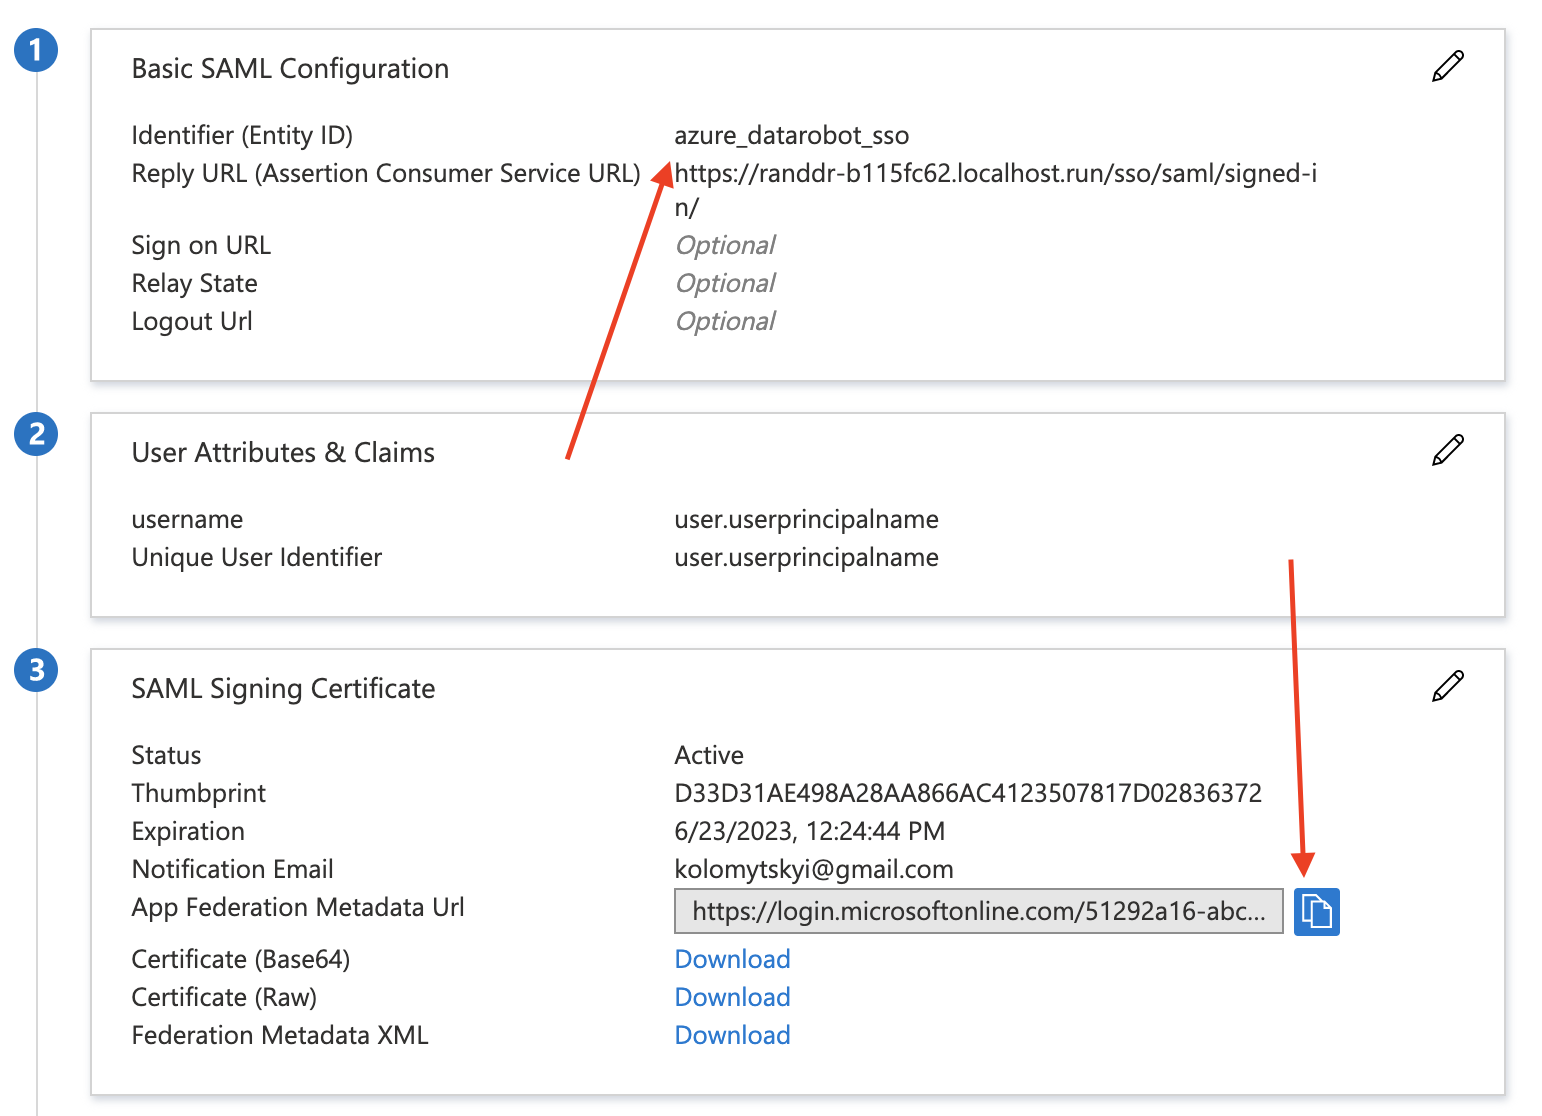 1
Basic SAML Configuration
Identifier (Entity ID) azure_datarobot_sso
Reply URL (Assertion Consumer Service URL) https://randdr-b115fc62.localhost.run/sso/saml/signed-i
n/
Sign on URL Optional
Relay State Optional
Logout Url Optional
2
User Attributes & Claims
username user.userprincipalname
Unique User Identifier user.userprincipalname
3
SAML Signing Certificate
Status Active
Thumbprint D33D31AE498A28AA866AC4123507817D02836372
Expiration 6/23/2023, 12:24:44 PM
Notification Email kolomytskyi@gmail.com
App Federation Metadata Url https://login.microsoftonline.com/51292a16-abc...
Certificate (Base64) Download
Certificate (Raw) Download
Federation Metadata XML Download